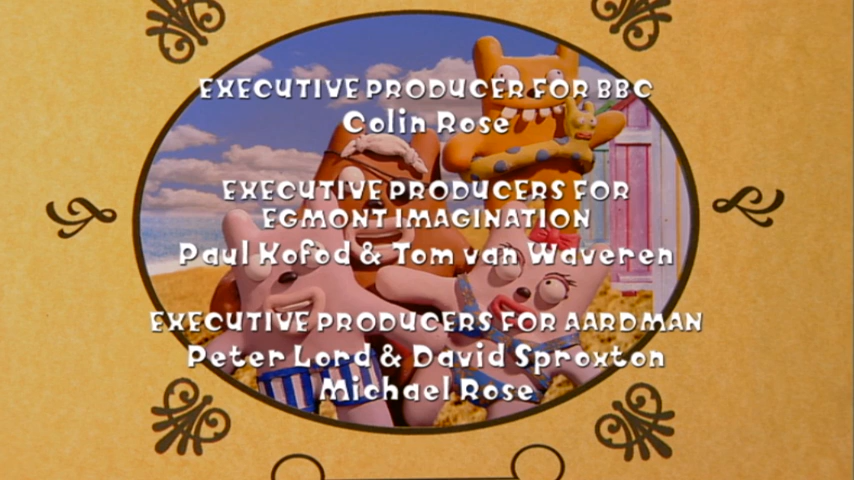 EXECUTIVE PRODUCER FOR BBC
Colin Rose
EXECUTIVE PRODUCERS FOR
EGMONT IMAGINATION
Paul Kofod & Tom van Waveren
EXECUTIVE PRODUCERS FOR AARDMAN
Peter Lord & David Sproxton
Michael Rose